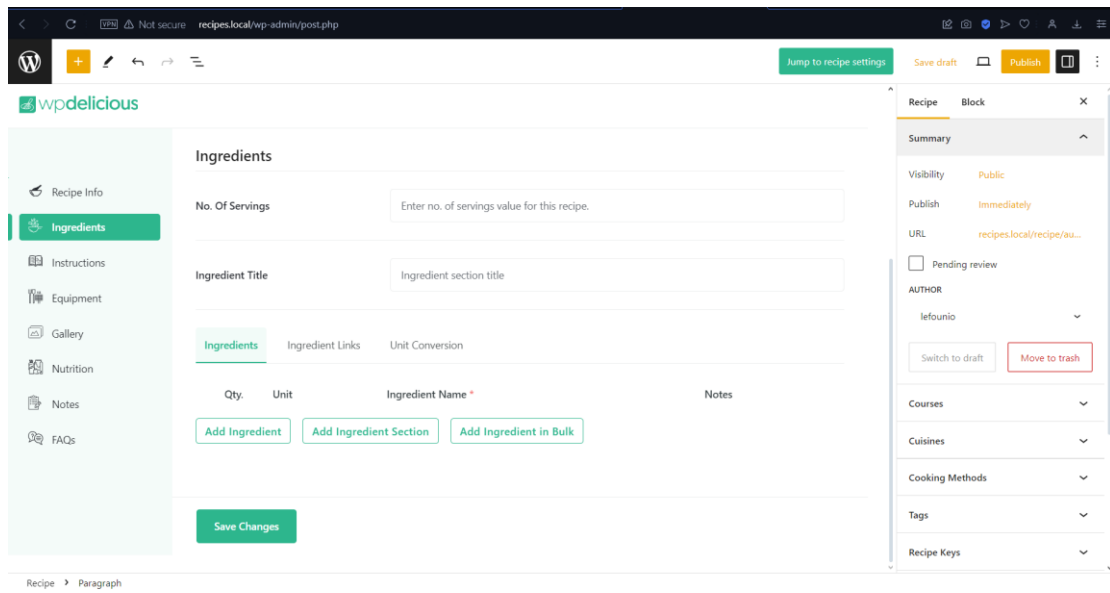 VPN Not secure recipes.local/wp-admin/post.php
Jump to recipe settings Save draft Publish
wpdelicious
Recipe Block
Ingredients
Summary
Recipe Info
Visibility Public
No. Of Servings Enter no. of servings value for this recipe.
Publish Immediately
Ingredients
URL recipes.local/recipe/au...
Instructions
Pending review
Ingredient Title Ingredient section title
AUTHOR
Equipment
lefounio
Gallery
Ingredients Ingredient Links Unit Conversion
Switch to draft Move to trash
Nutrition
Qty. Unit Ingredient Name * Notes
Notes
Courses
Add Ingredient Add Ingredient Section Add Ingredient in Bulk
FAQs
Cuisines
Cooking Methods
Save Changes
Tags
Recipe Keys
Recipe > Paragraph